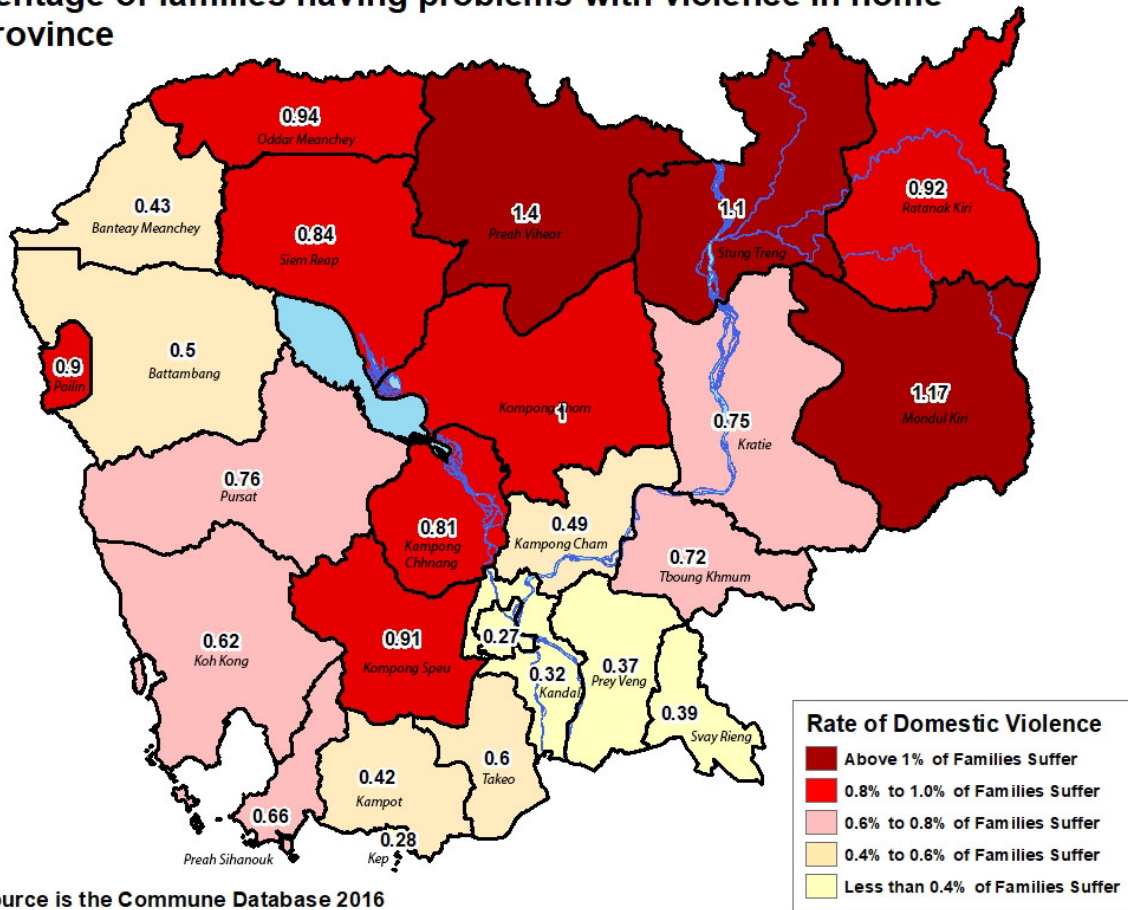 entage of families having problems with violence in home
rovince
0.94
Oddar Meanchey
0.43
Banteay Meanchey
0.84
Siem Reap
1.4
Preah Vihear
1.1
Stung Treng
0.92
Ratanak Kiri
0.9
Pailin
0.5
Battambang
Kompong Thom
1
0.75
Kratie
1.17
Mondul Kiri
0.76
Pursat
0.81
Kampong
Chhnang
0.49
Kampong Cham
0.72
Tboung Khmum
0.62
Koh Kong
0.91
Kompong Speu
0.27
0.32
Kandal
0.37
Prey Veng
0.39
Svay Rieng
0.6
Takeo
0.42
Kampot
0.66
Preah Sihanouk
0.28
Kep
Rate of Domestic Violence
Above 1% of Families Suffer
0.8% to 1.0% of Families Suffer
0.6% to 0.8% of Families Suffer
0.4% to 0.6% of Families Suffer
Less than 0.4% of Families Suffer
ource is the Commune Database 2016